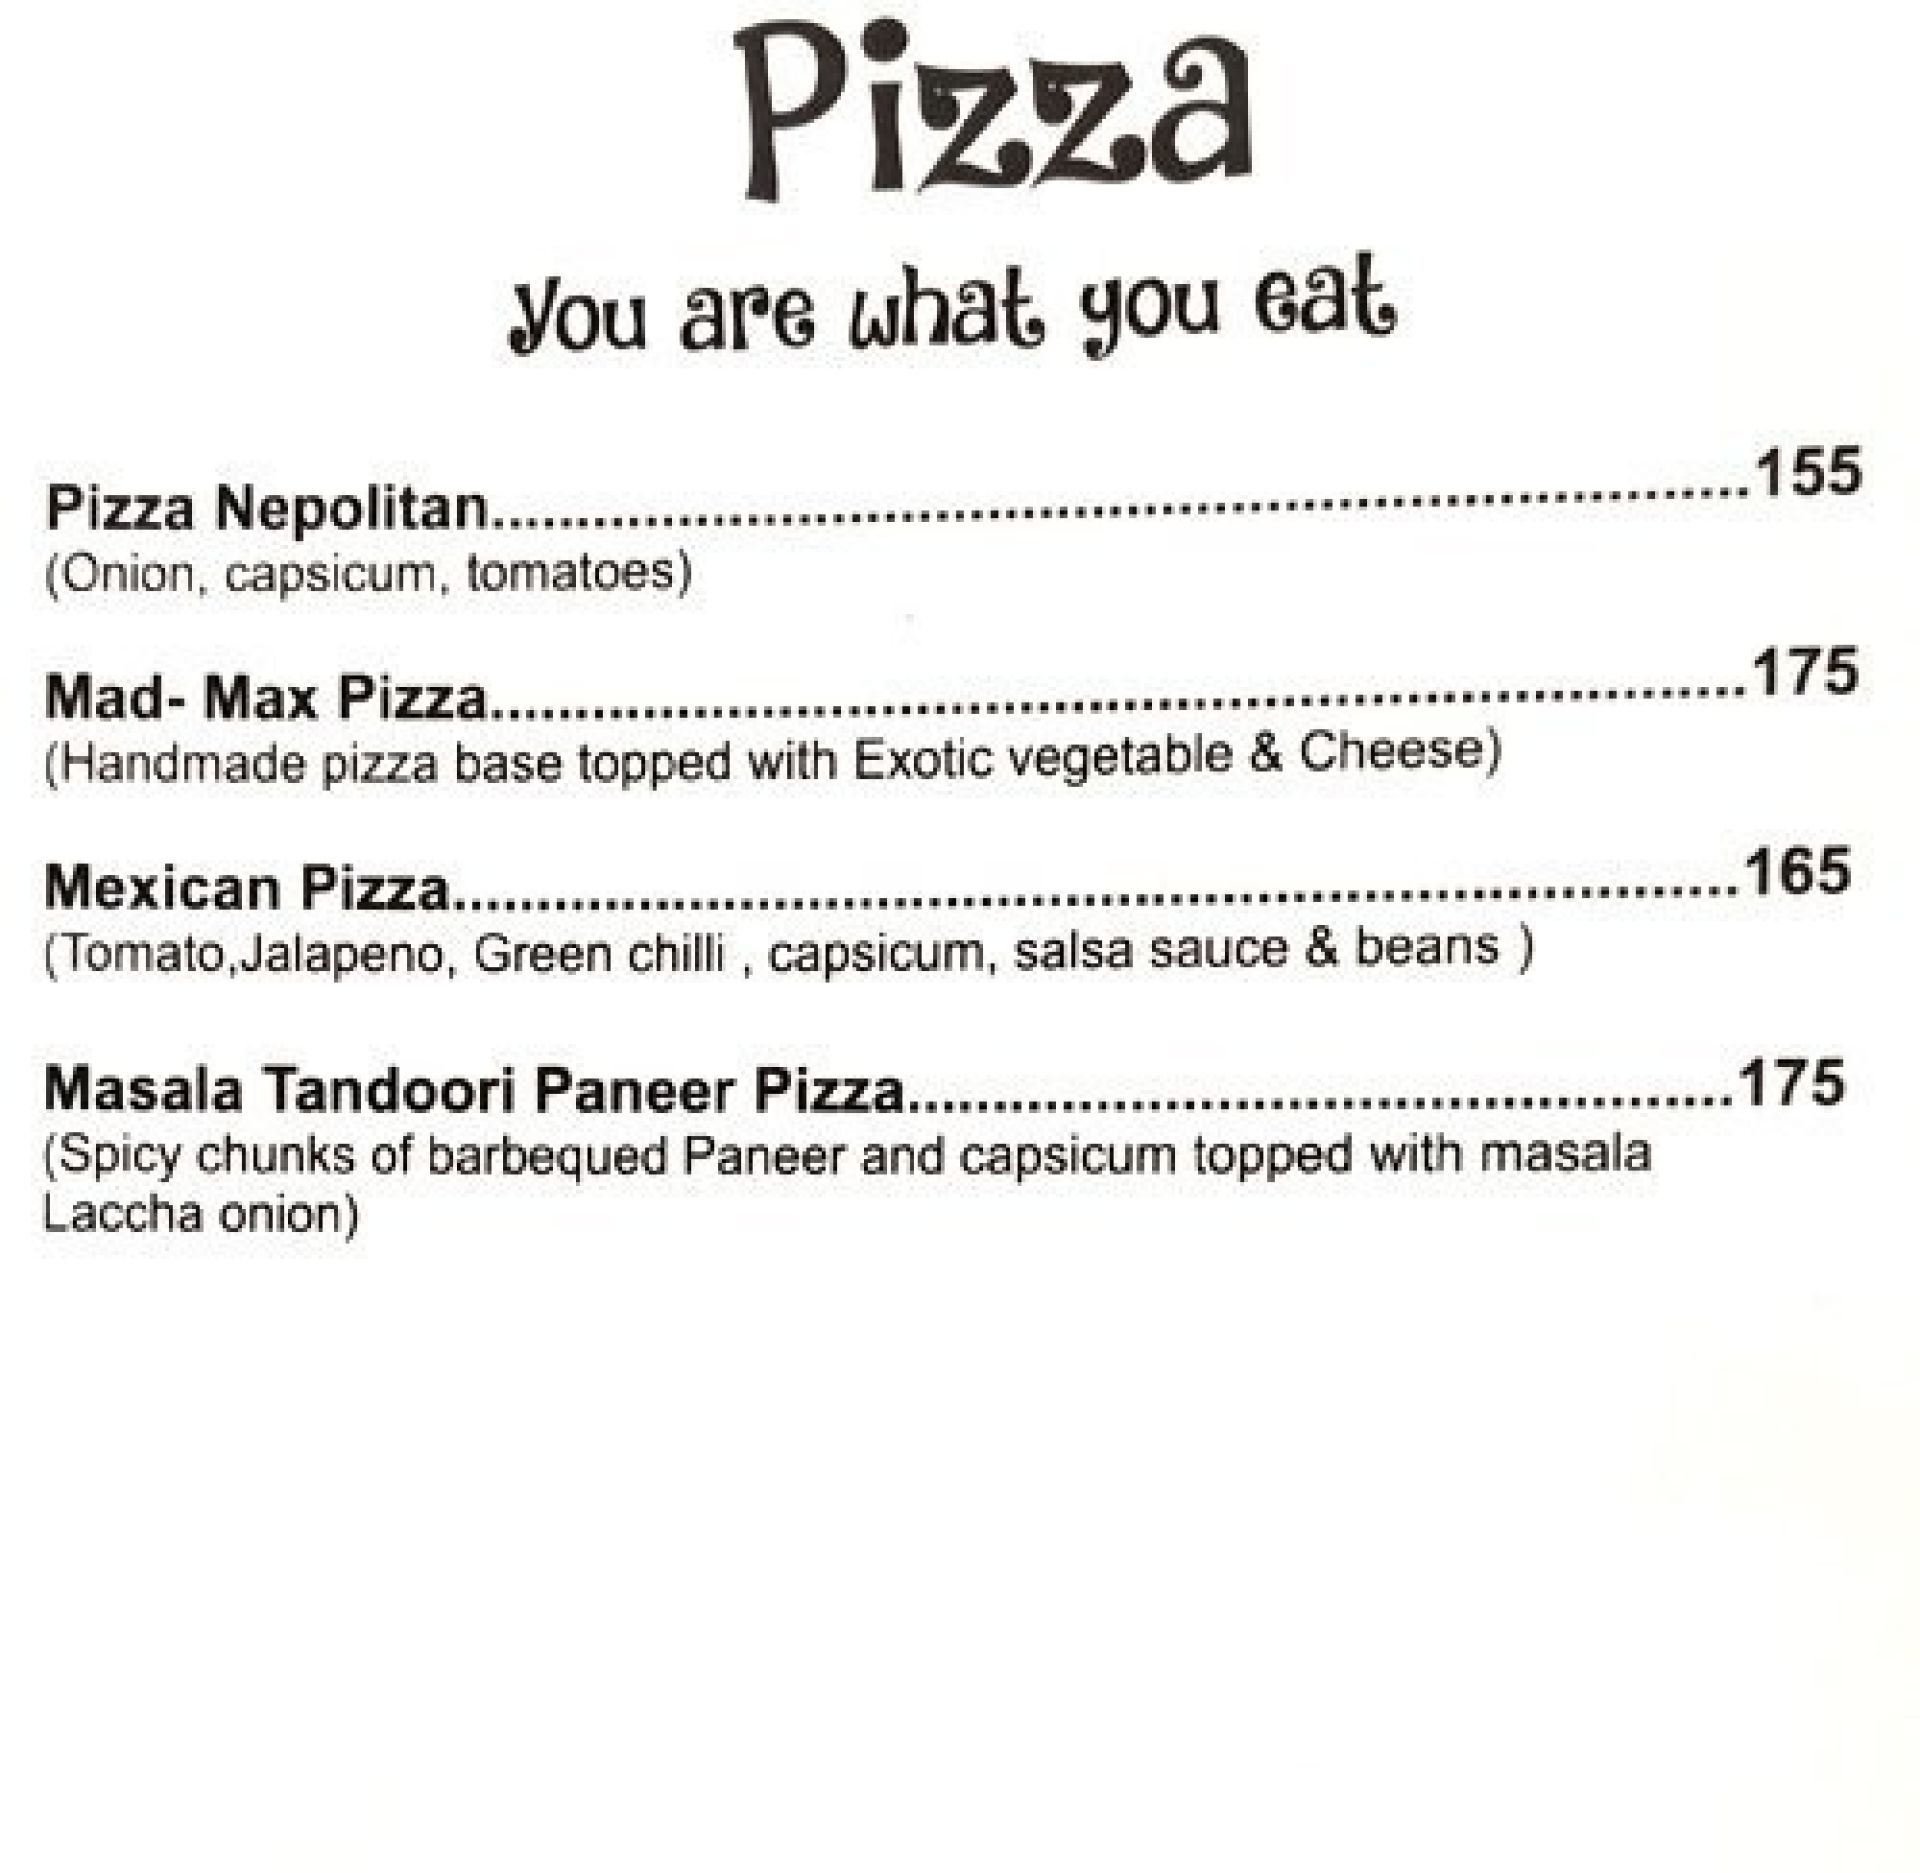 Pizza
you are what you eat
Pizza Nepolitan..........................................................................................155
(Onion, capsicum, tomatoes)
Mad- Max Pizza..........................................................................................175
(Handmade pizza base topped with Exotic vegetable & Cheese)
Mexican Pizza............................................................................................165
(Tomato,Jalapeno, Green chilli , capsicum, salsa sauce & beans )
Masala Tandoori Paneer Pizza..........................................................175
(Spicy chunks of barbequed Paneer and capsicum topped with masala
Laccha onion)